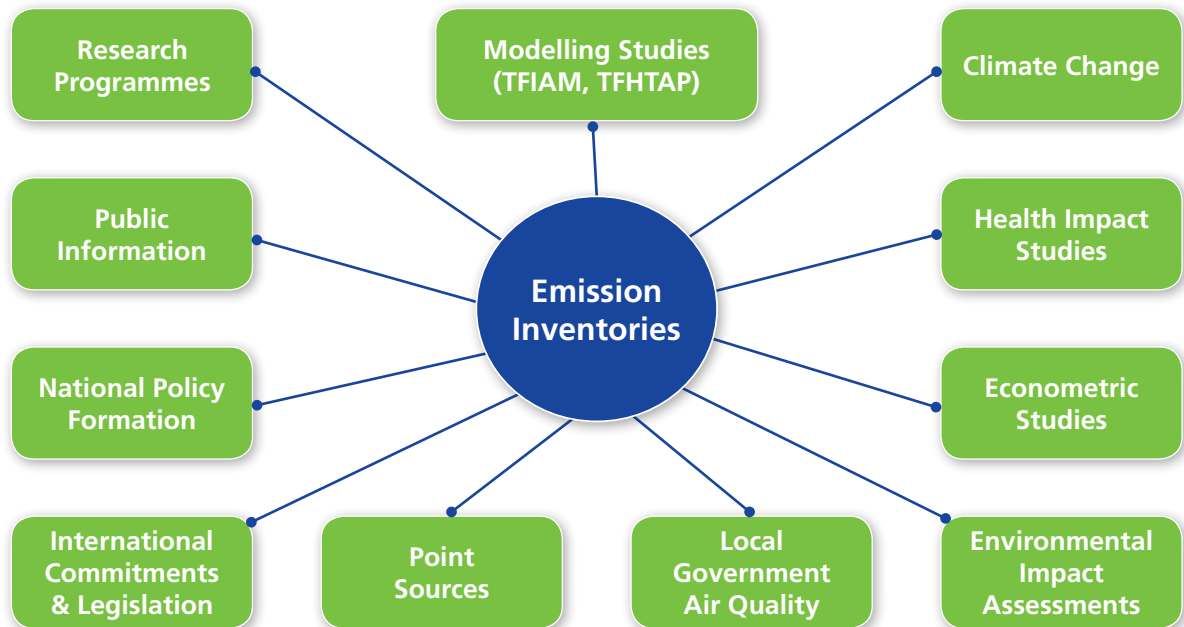 Research
Programmes
Modelling Studies
(TFIAM, TFHTAP)
Climate Change
Public
Information
Health Impact
Studies
Emission
Inventories
National Policy
Formation
Econometric
Studies
International
Commitments
& Legislation
Point
Sources
Local
Government
Air Quality
Environmental
Impact
Assessments